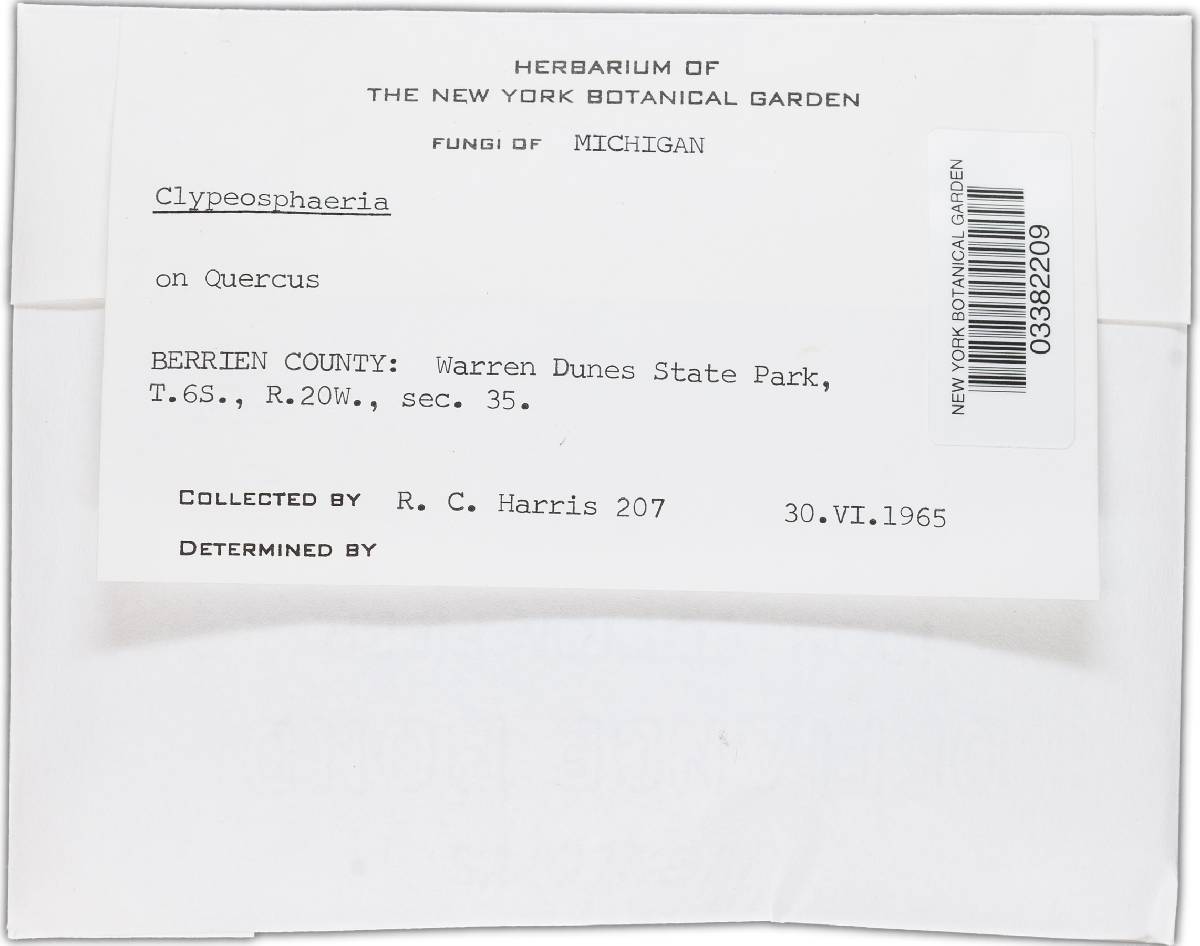 HERBARIUM OF
THE NEW YORK BOTANICAL GARDEN
FUNGI OF MICHIGAN
Clypeosphaeria
on Quercus
BERRIEN COUNTY: Warren Dunes State Park,
T.6S., R.20W., sec. 35.
COLLECTED BY R. C. Harris 207 30.VI.1965
DETERMINED BY
NEW YORK BOTANICAL GARDEN
03382209